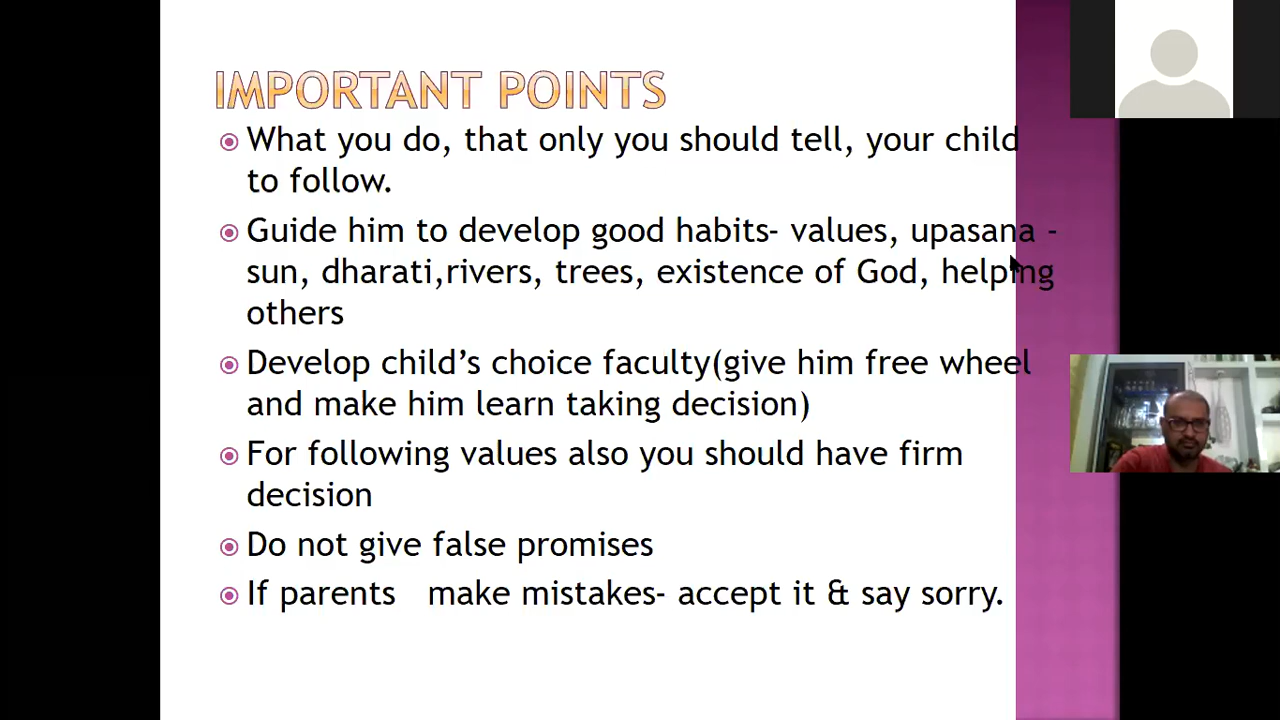 IMPORTANT POINTS
What you do, that only you should tell, your child
to follow.
Guide him to develop good habits- values, upasana -
sun, dharati,rivers, trees, existence of God, helping
others
Develop child’s choice faculty(give him free wheel
and make him learn taking decision)
For following values also you should have firm
decision
Do not give false promises
If parents   make mistakes- accept it & say sorry.